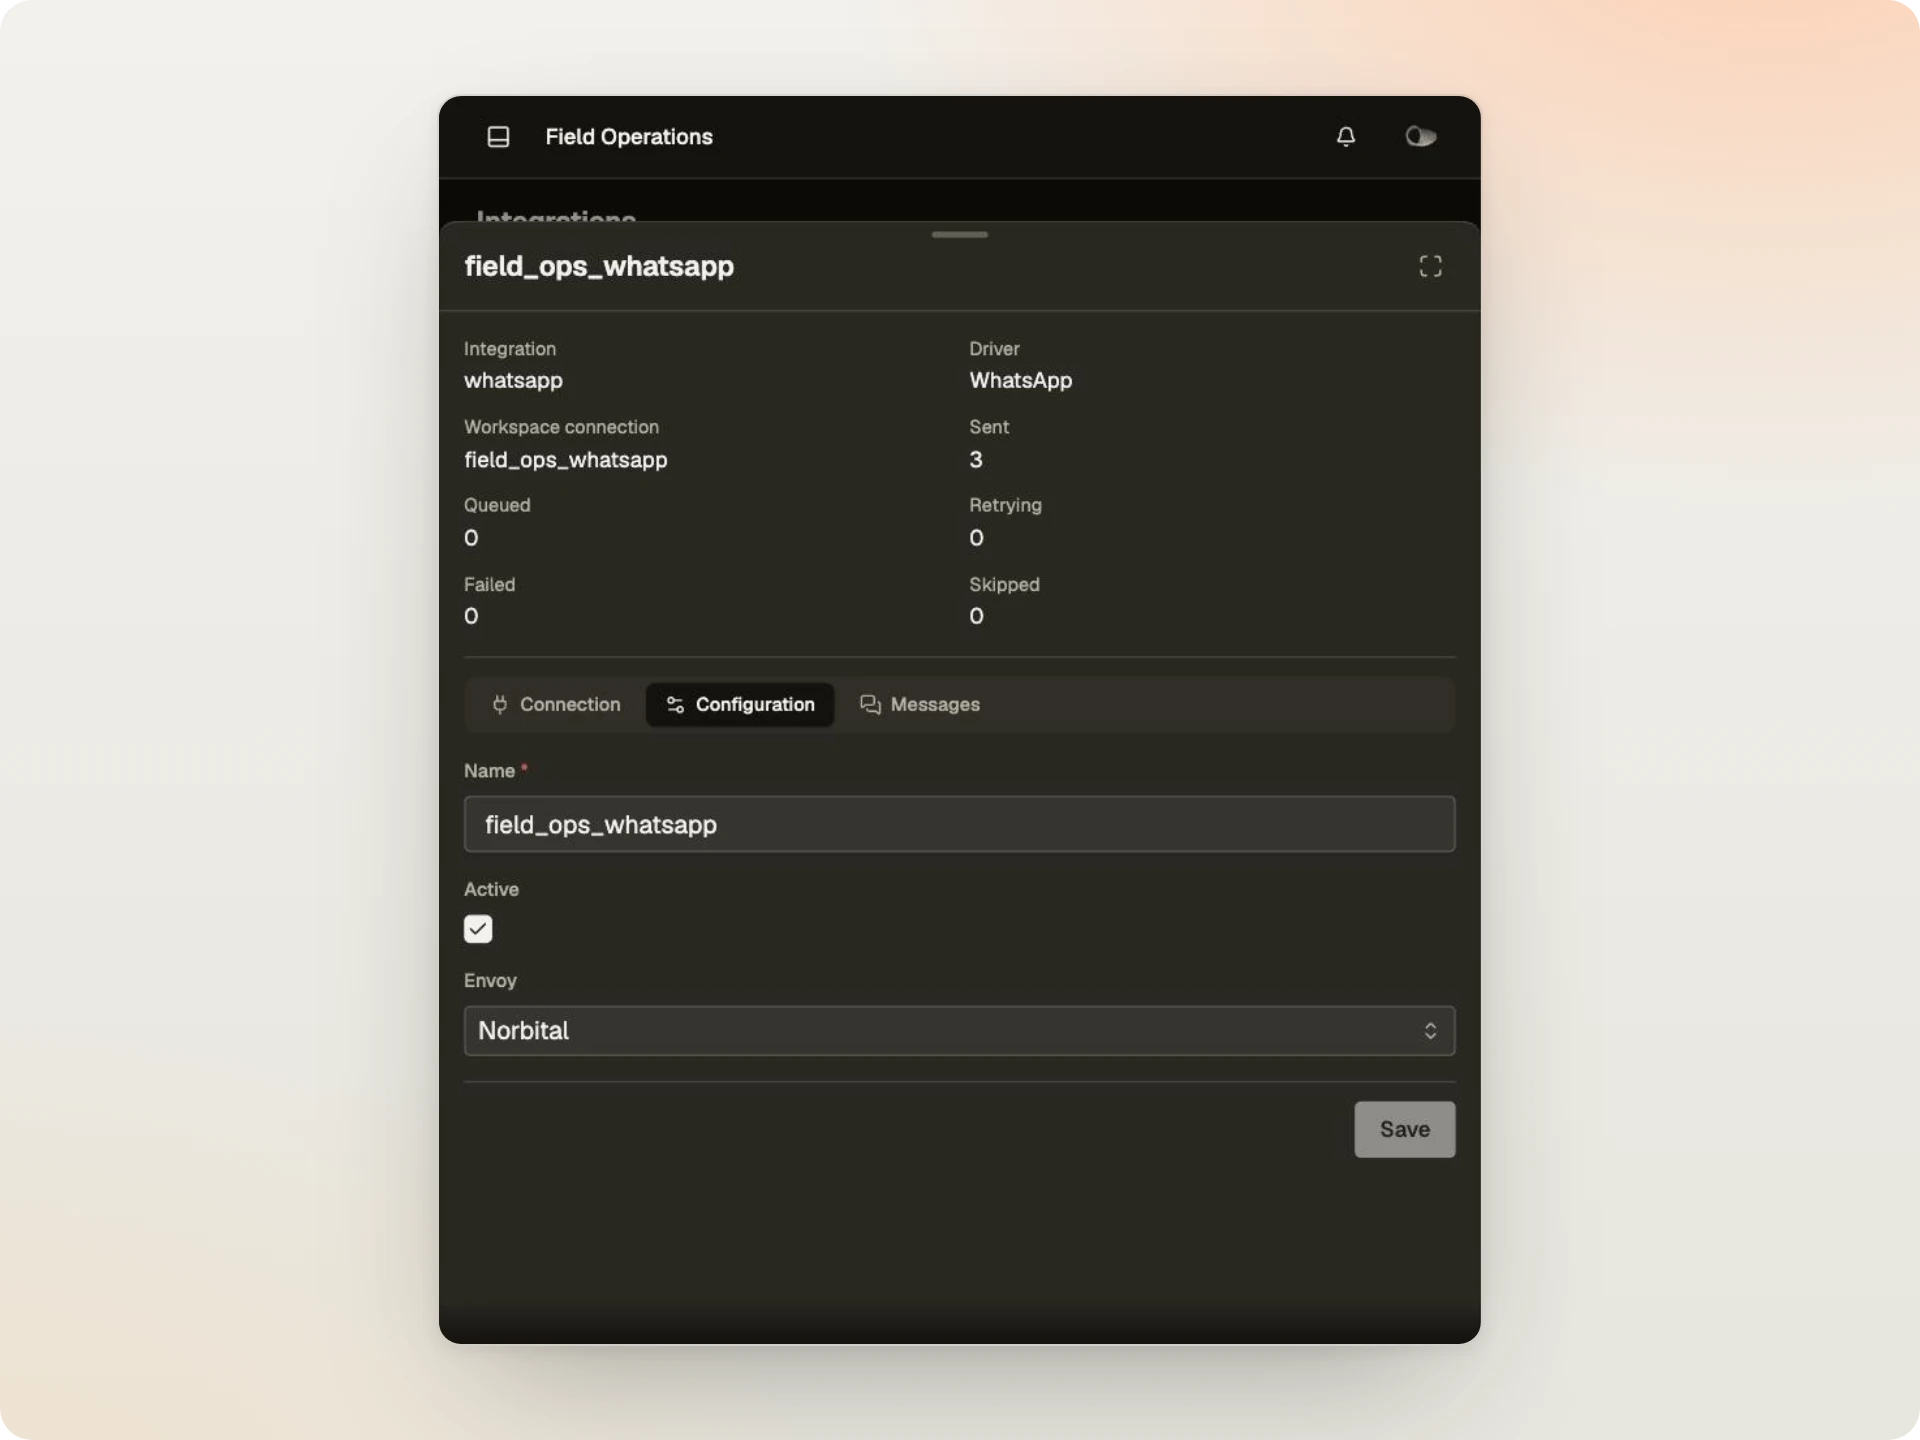 Field Operations
Integrations
field_ops_whatsapp
Integration
whatsapp
Driver
WhatsApp
Workspace connection
field_ops_whatsapp
Sent
3
Queued
0
Retrying
0
Failed
0
Skipped
0
Connection
Configuration
Messages
Name *
field_ops_whatsapp
Active
Envoy
Norbital
Save